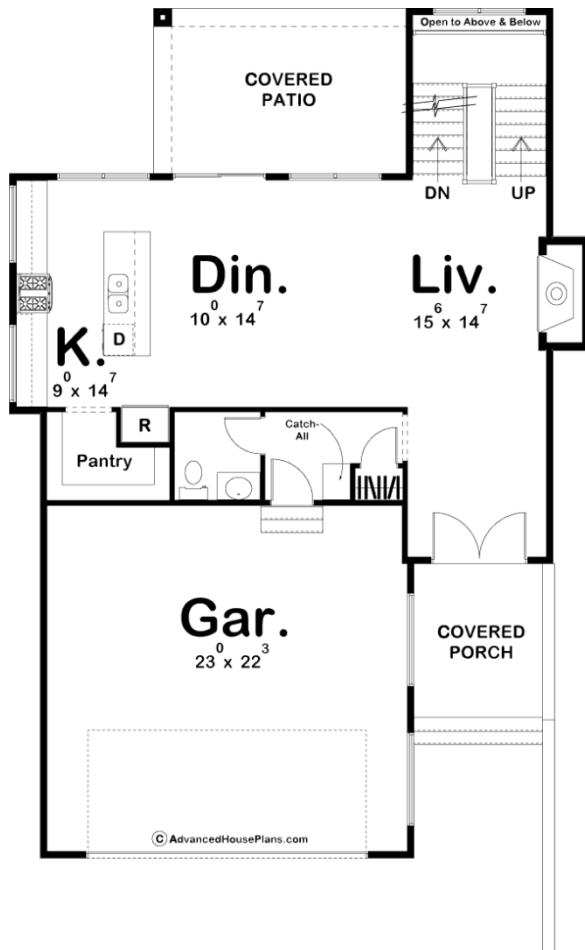 Open to Above & Below
COVERED
PATIO
DN
UP
Din.
10⁰ x 14⁷
Liv.
15⁶ x 14⁷
D
K.
9⁰ x 14⁷
R
Catch-
All
Pantry
Gar.
23⁰ x 22³
COVERED
PORCH
© AdvancedHousePlans.com